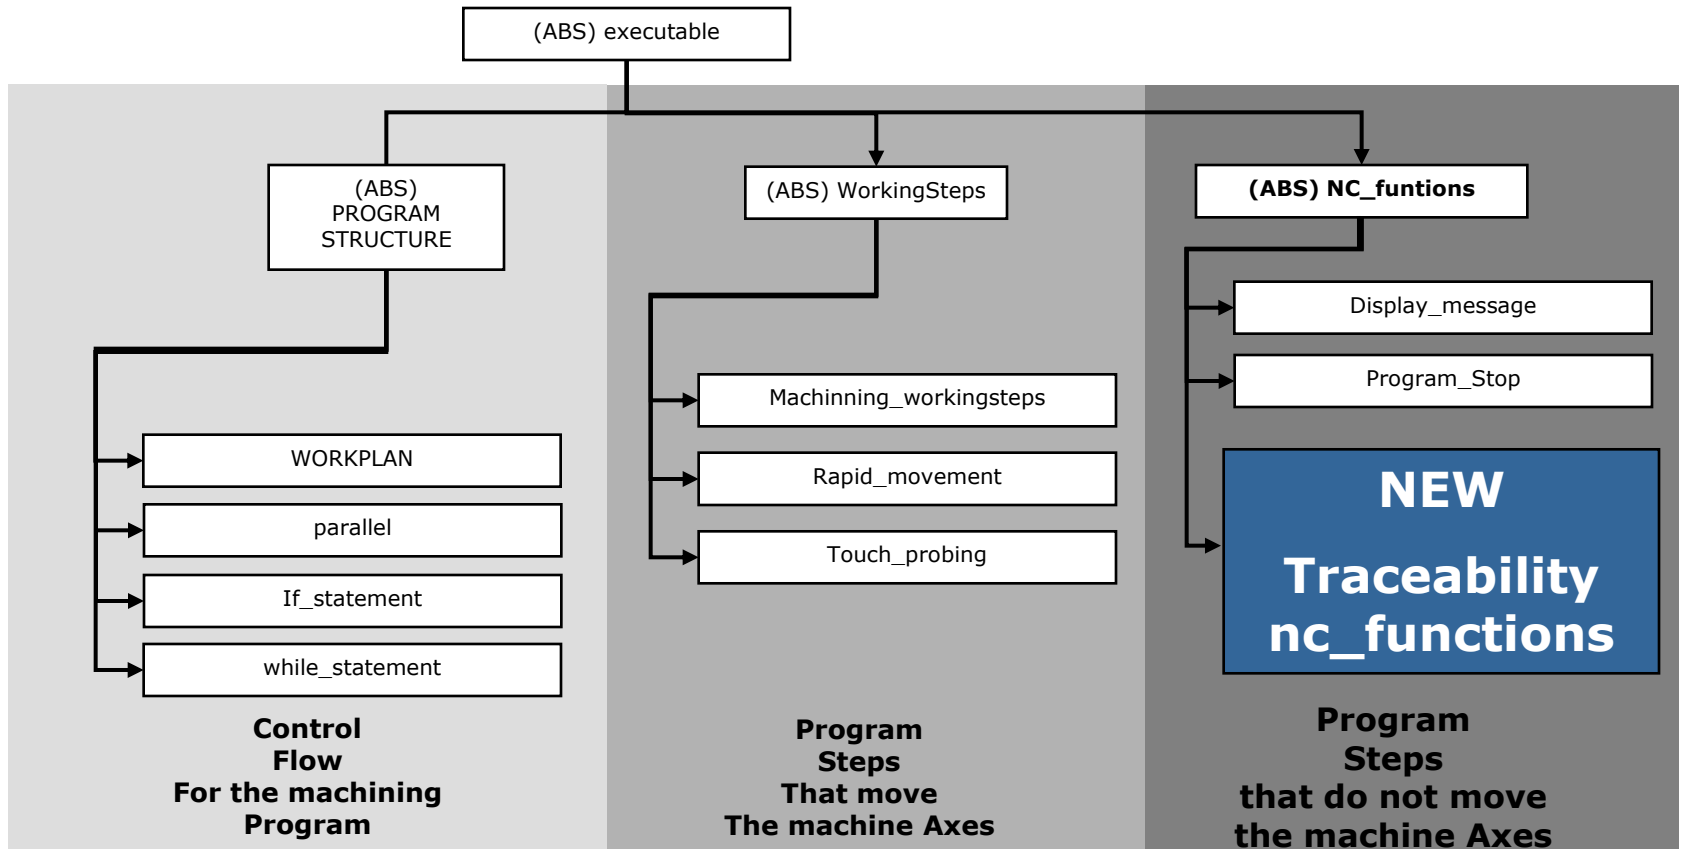 (ABS) executable
(ABS)
PROGRAM
STRUCTURE
WORKPLAN
parallel
If_statement
while_statement
Control
Flow
For the machining
Program
(ABS) WorkingSteps
Machinning_workingsteps
Rapid_movement
Touch_probing
Program
Steps
That move
The machine Axes
(ABS) NC_funtions
Display_message
Program_Stop
NEW
Traceability
nc_functions
Program
Steps
that do not move
the machine Axes